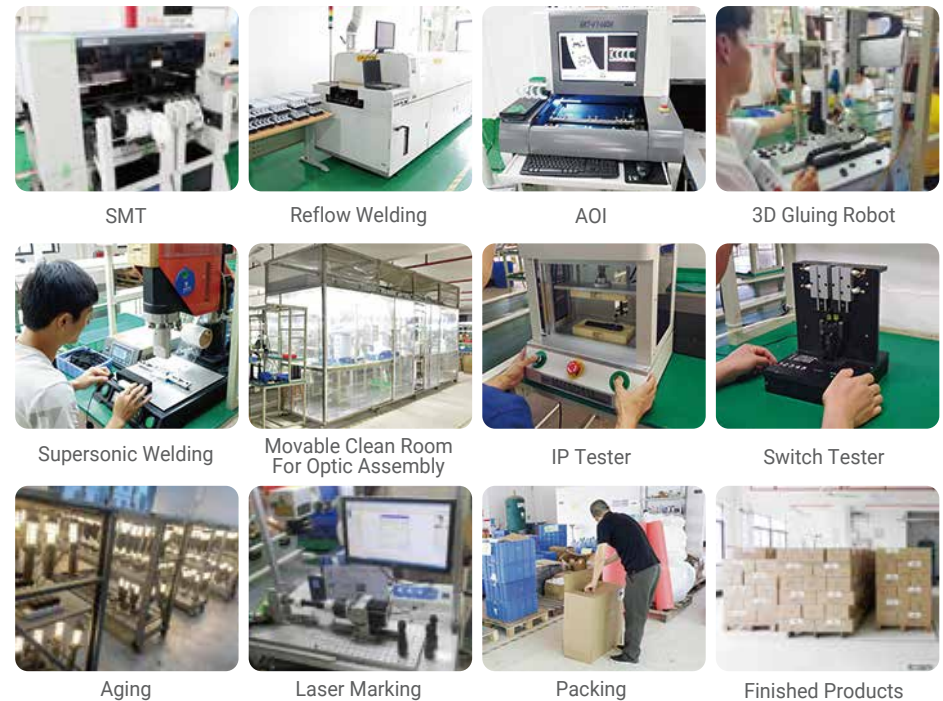 SMT
Reflow Welding
AOI
3D Gluing Robot
Supersonic Welding
Movable Clean Room
For Optic Assembly
IP Tester
Switch Tester
Aging
Laser Marking
Packing
Finished Products